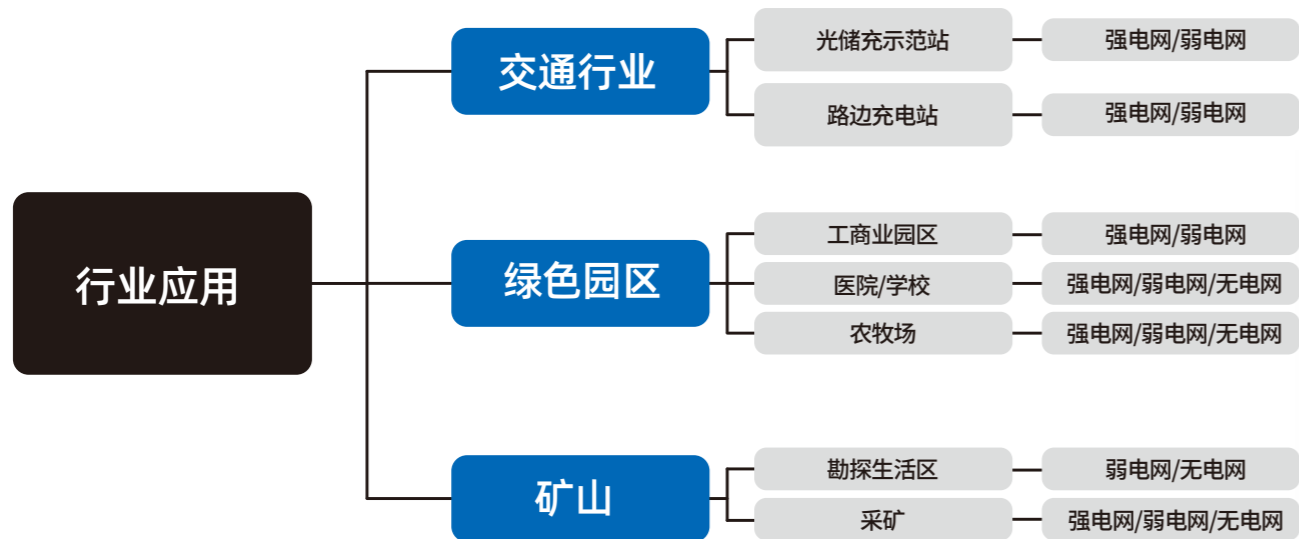 行业应用
交通行业
光储充示范站
强电网/弱电网
路边充电站
强电网/弱电网
绿色园区
工商业园区
强电网/弱电网
医院/学校
强电网/弱电网/无电网
农牧场
强电网/弱电网/无电网
矿山
勘探生活区
弱电网/无电网
采矿
强电网/弱电网/无电网